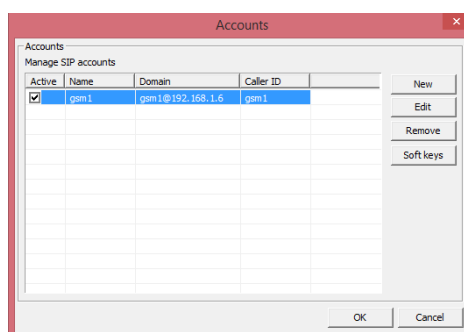 Accounts
Accounts
Manage SIP accounts
Active Name Domain Caller ID
gsm1 gsm1@192.168.1.6 gsm1
New
Edit
Remove
Soft keys
OK Cancel